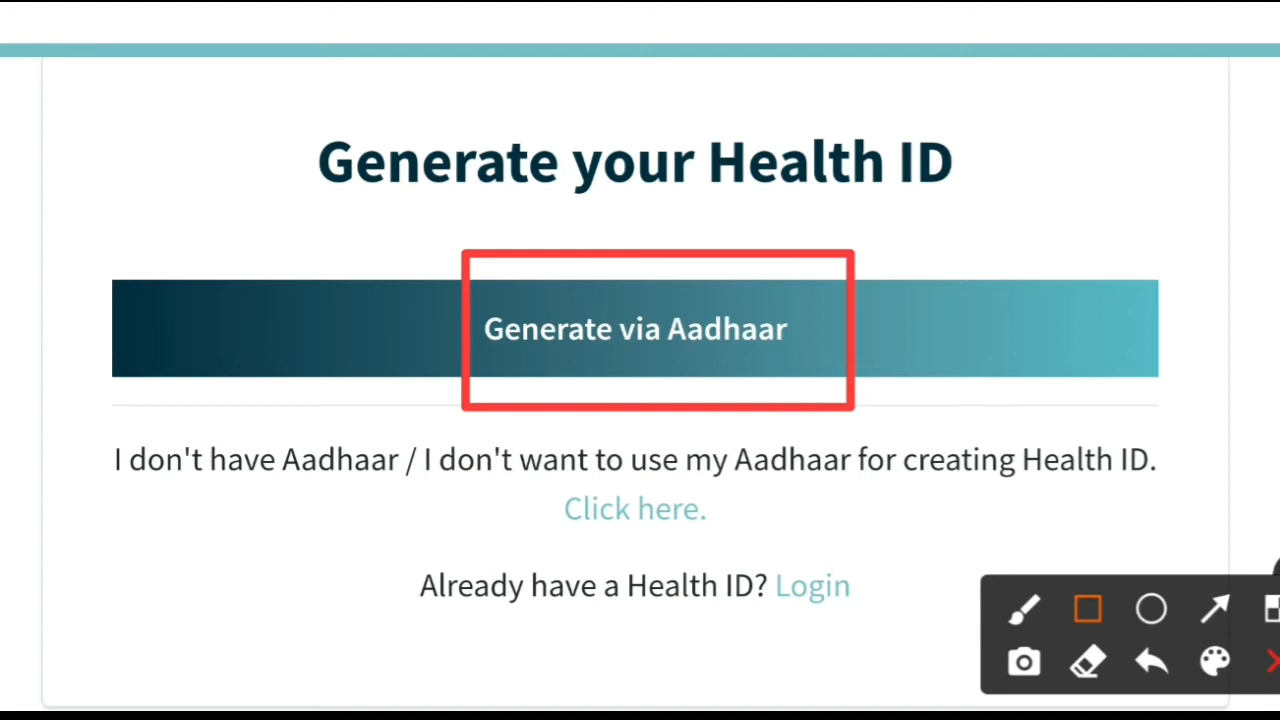 Generate your Health ID
Generate via Aadhaar
I don't have Aadhaar / I don't want to use my Aadhaar for creating Health ID.
Click here.
Already have a Health ID? Login